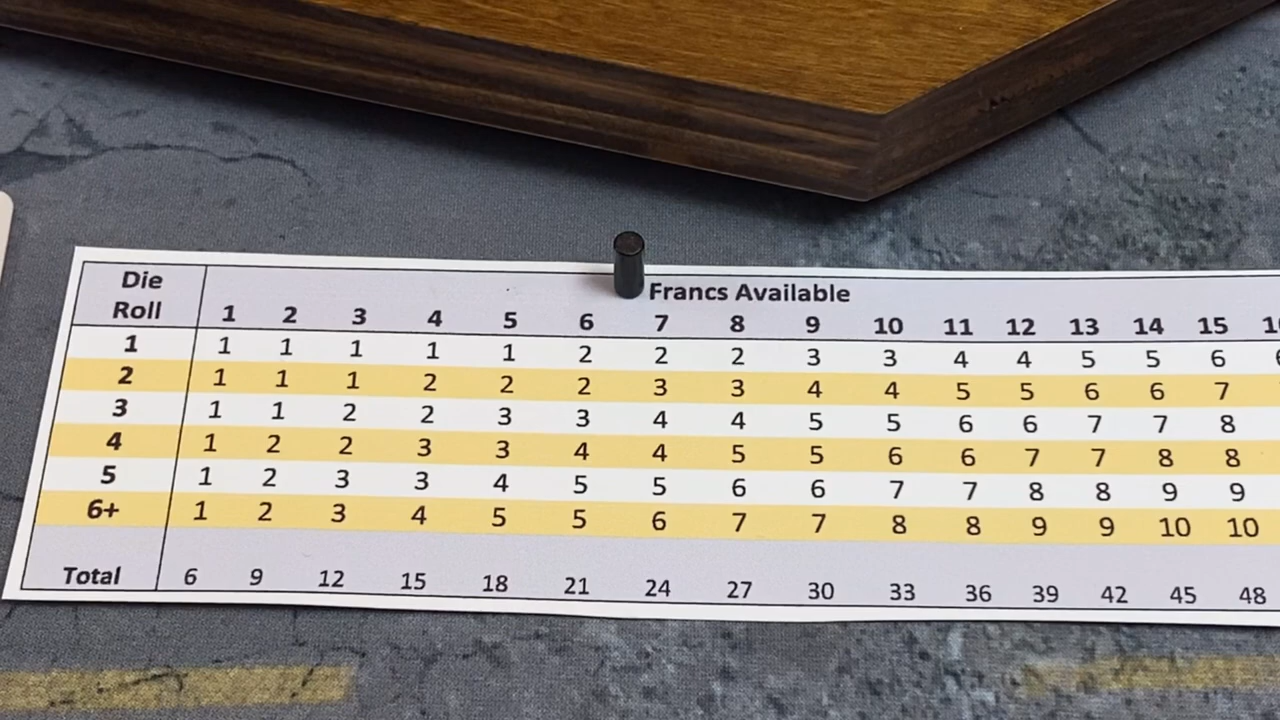 Die Roll Francs Available
1 2 3 4 5 6 7 8 9 10 11 12 13 14 15
1 1 1 1 1 1 2 2 2 3 3 4 4 5 5 6
2 1 1 1 2 2 2 3 3 4 4 5 5 6 6 7
3 1 1 2 2 3 3 4 4 5 5 6 6 7 7 8
4 1 2 2 3 3 4 4 5 5 6 6 7 7 8 8
5 1 2 3 3 4 5 5 6 6 7 7 8 8 9 9
6+ 1 2 3 4 5 5 6 7 7 8 8 9 9 10 10
Total 6 9 12 15 18 21 24 27 30 33 36 39 42 45 48